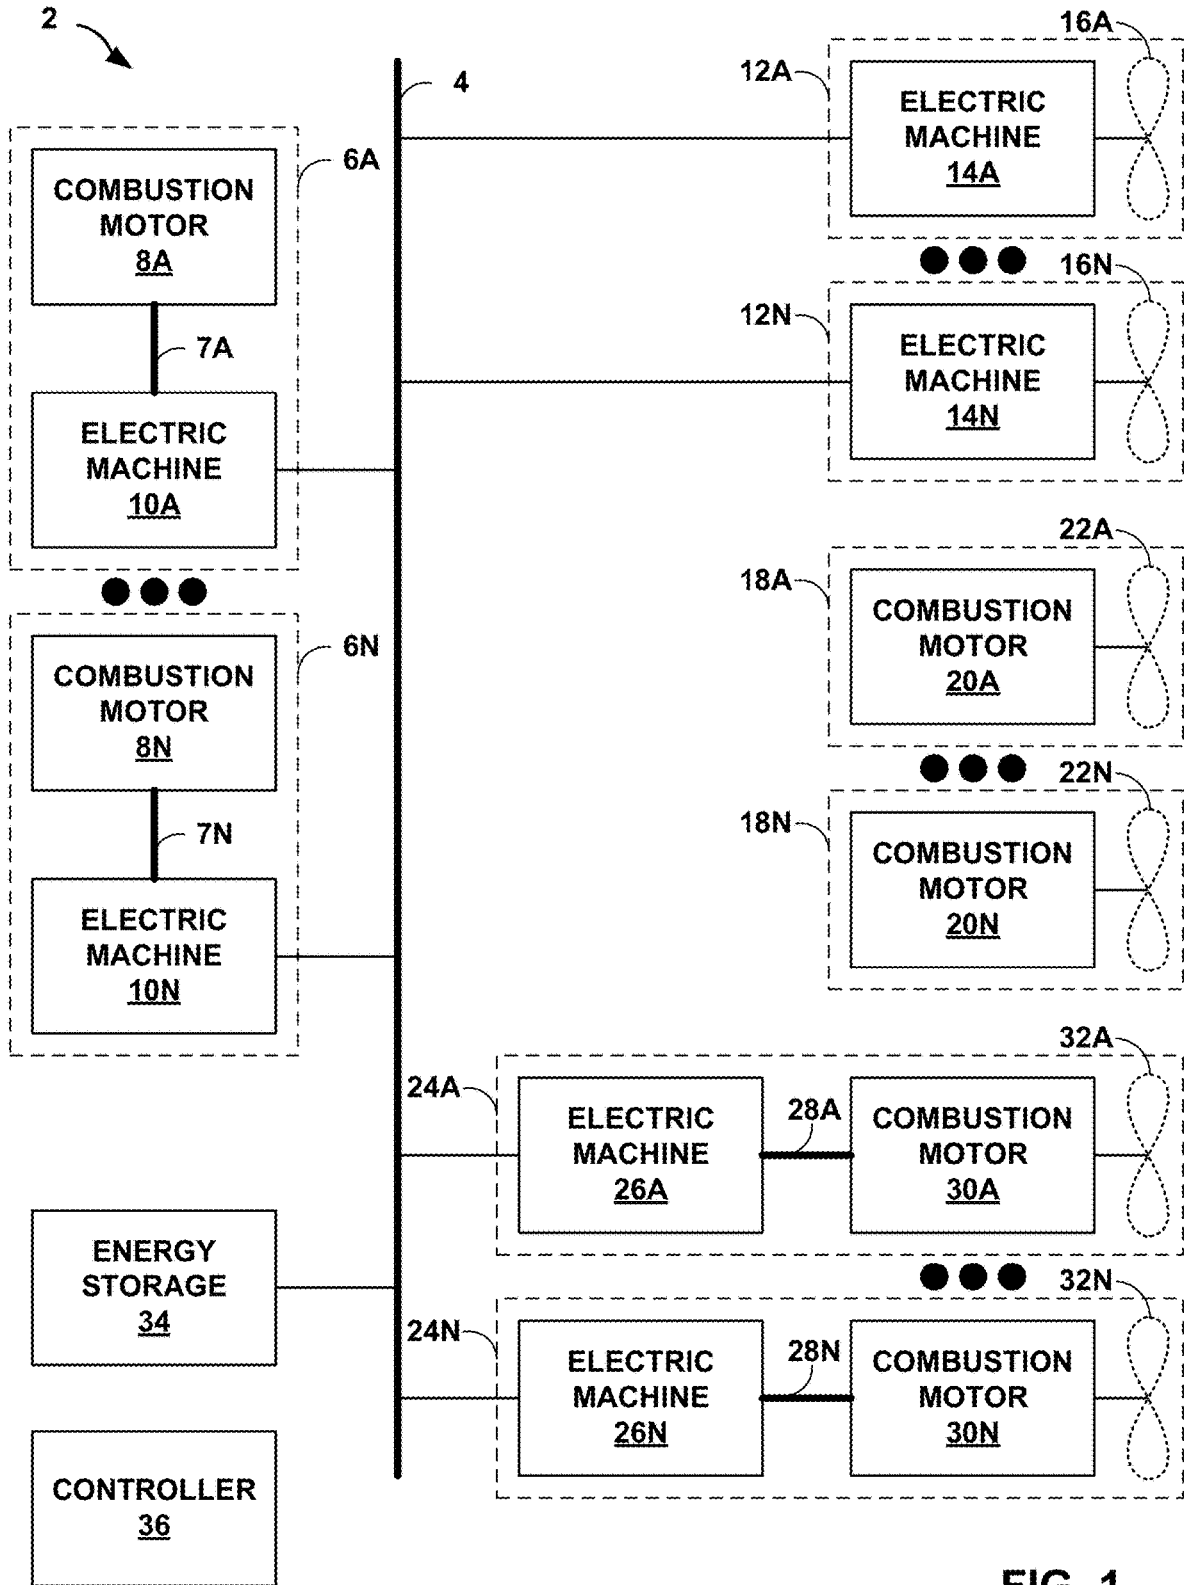 2
4
6A
COMBUSTION
MOTOR
8A
7A
ELECTRIC
MACHINE
10A
6N
COMBUSTION
MOTOR
8N
7N
ELECTRIC
MACHINE
10N
ENERGY
STORAGE
34
CONTROLLER
36
12A
16A
ELECTRIC
MACHINE
14A
12N
16N
ELECTRIC
MACHINE
14N
18A
22A
COMBUSTION
MOTOR
20A
18N
22N
COMBUSTION
MOTOR
20N
24A
32A
ELECTRIC
MACHINE
26A
28A
COMBUSTION
MOTOR
30A
24N
32N
ELECTRIC
MACHINE
26N
28N
COMBUSTION
MOTOR
30N
FIG. 1